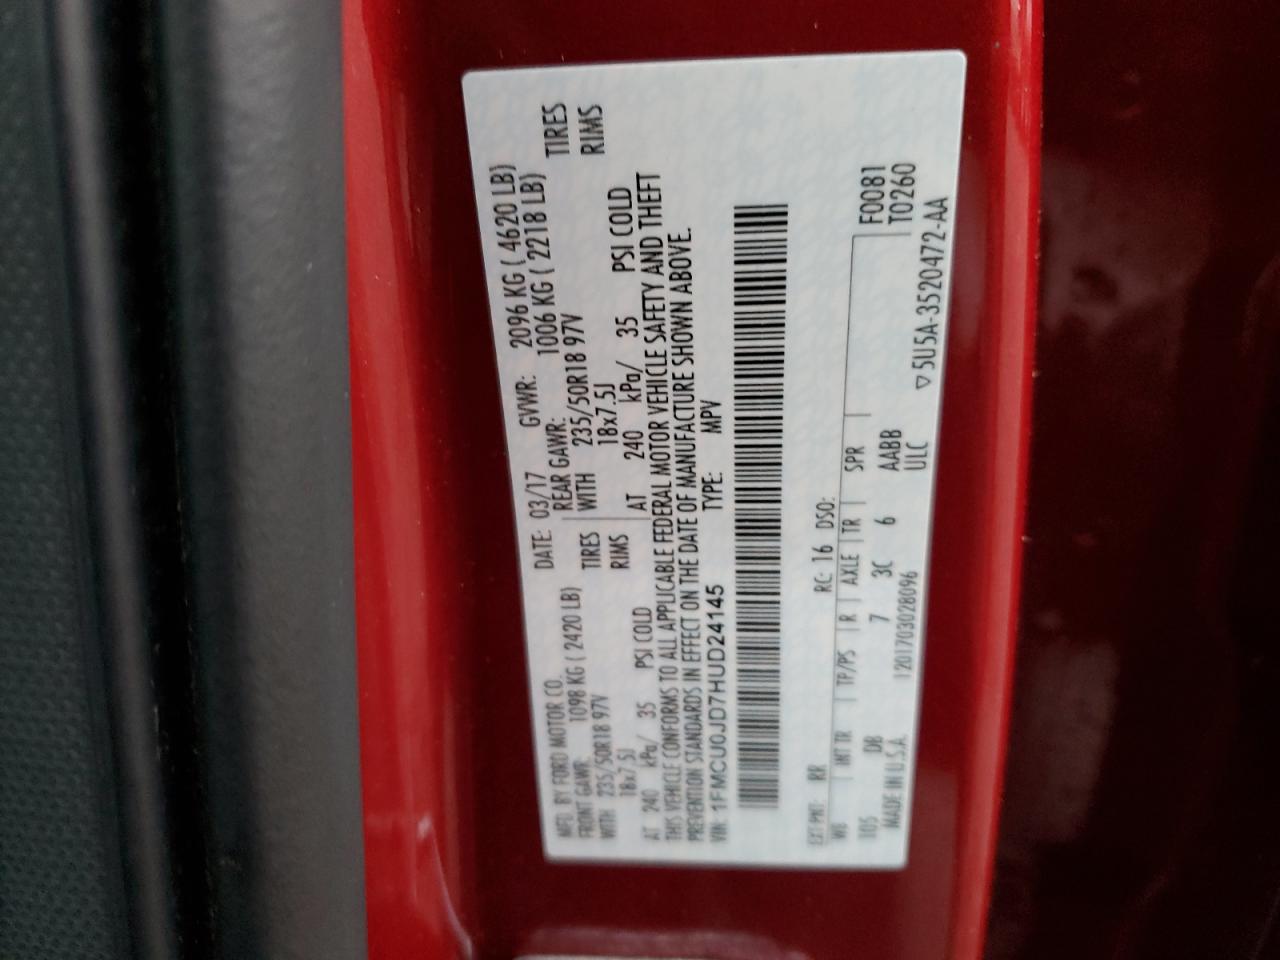 MFD. BY FORD MOTOR CO.
DATE: 03/17 GVWR: 2096 KG ( 4620 LB)
FRONT GAWR: 1098 KG ( 2420 LB) REAR GAWR: 1006 KG ( 2218 LB)
WITH 235/50R18 97V TIRES WITH 235/50R18 97V TIRES
18x7.5J RIMS 18x7.5J RIMS
AT 240 kPa/ 35 PSI COLD AT 240 kPa/ 35 PSI COLD
THIS VEHICLE CONFORMS TO ALL APPLICABLE FEDERAL MOTOR VEHICLE SAFETY AND THEFT
PREVENTION STANDARDS IN EFFECT ON THE DATE OF MANUFACTURE SHOWN ABOVE.
VIN: 1FMCU0JD7HUD24145 TYPE: MPV
EXT PNT: RR RC: 16 DSO:
WB INT TR TP/PS R AXLE TR SPR F0081
105 DB 7 3C 6 AABB T0260
MADE IN U.S.A. 201703028096 ULC ▽5U5A-3520472-AA